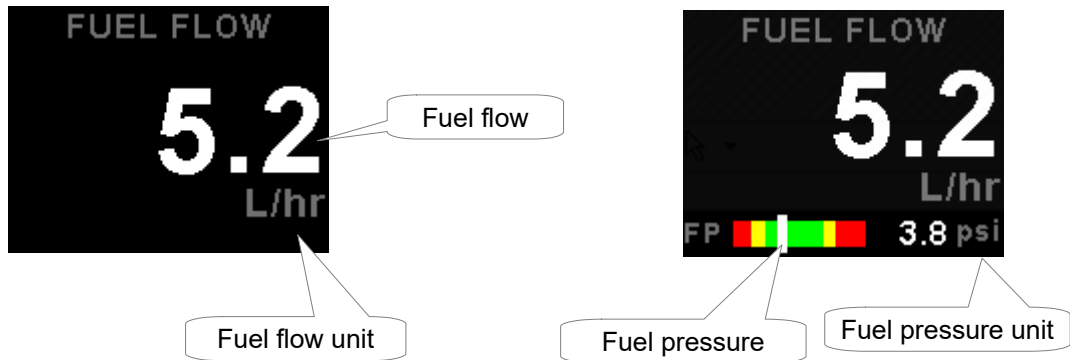 FUEL FLOW
5.2
L/hr
Fuel flow
Fuel flow unit
FUEL FLOW
5.2
L/hr
FP 3.8 psi
Fuel pressure
Fuel pressure unit